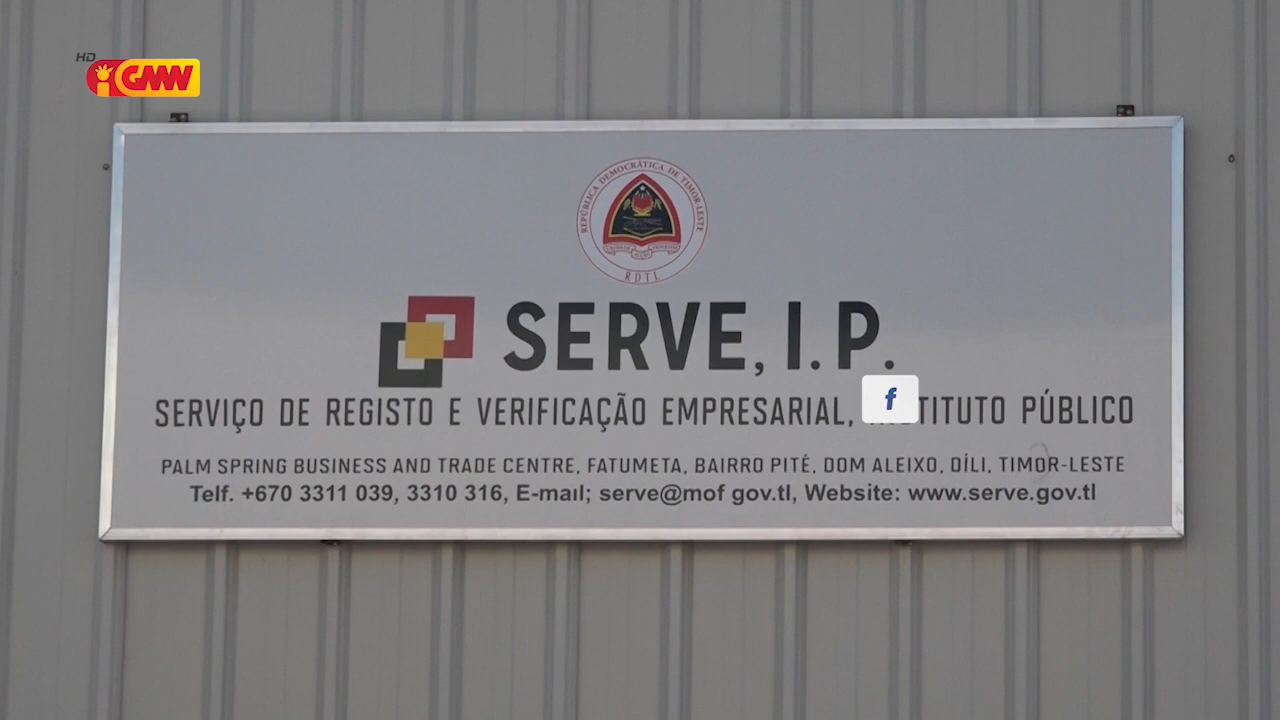 HD
GMN
REPÚBLICA DEMOCRÁTICA DE TIMOR-LESTE
RDTL
SERVE, I.P.
SERVIÇO DE REGISTO E VERIFICAÇÃO EMPRESARIAL, TITUTO PÚBLICO
f
PALM SPRING BUSINESS AND TRADE CENTRE, FATUMETA, BAIRRO PITÉ, DOM ALEIXO, DÍLI, TIMOR-LESTE
Telf. +670 3311 039, 3310 316, E-mail; serve@mof gov.tl, Website: www.serve.gov.tl